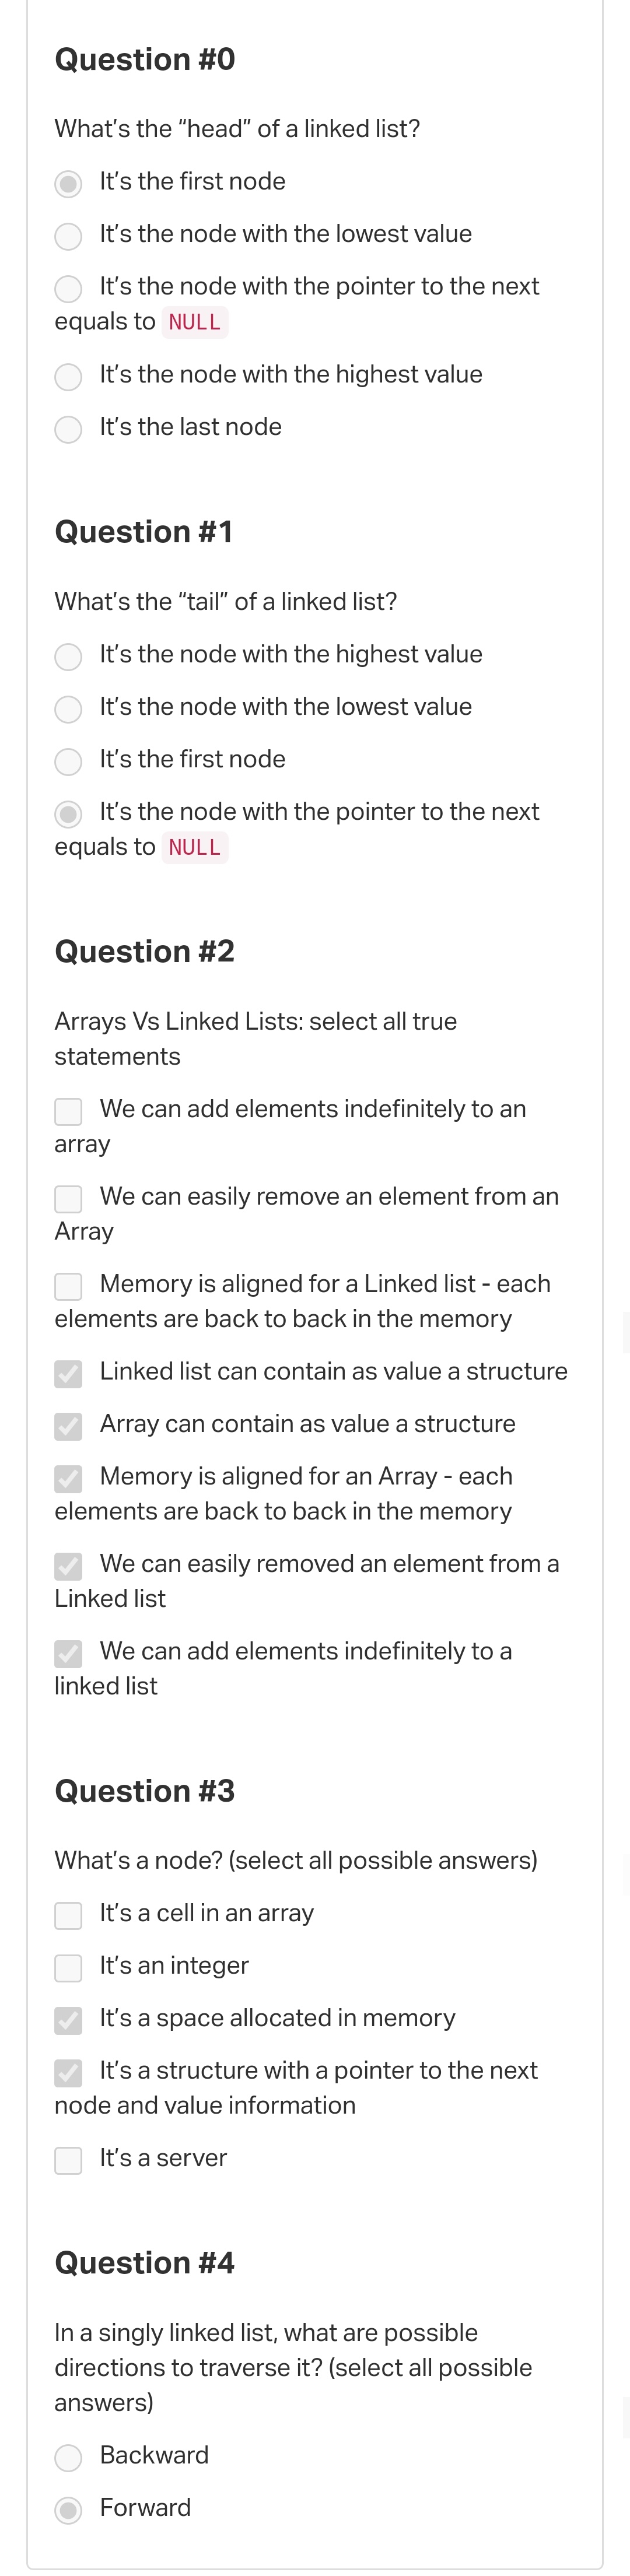 Question #0
What’s the “head” of a linked list?
It’s the first node
It’s the node with the lowest value
It’s the node with the pointer to the next
equals to NULL
It’s the node with the highest value
It’s the last node
Question #1
What’s the “tail” of a linked list?
It’s the node with the highest value
It’s the node with the lowest value
It’s the first node
It’s the node with the pointer to the next
equals to NULL
Question #2
Arrays Vs Linked Lists: select all true
statements
We can add elements indefinitely to an
array
We can easily remove an element from an
Array
Memory is aligned for a Linked list - each
elements are back to back in the memory
Linked list can contain as value a structure
Array can contain as value a structure
Memory is aligned for an Array - each
elements are back to back in the memory
We can easily removed an element from a
Linked list
We can add elements indefinitely to a
linked list
Question #3
What’s a node? (select all possible answers)
It’s a cell in an array
It’s an integer
It’s a space allocated in memory
It’s a structure with a pointer to the next
node and value information
It’s a server
Question #4
In a singly linked list, what are possible
directions to traverse it? (select all possible
answers)
Backward
Forward